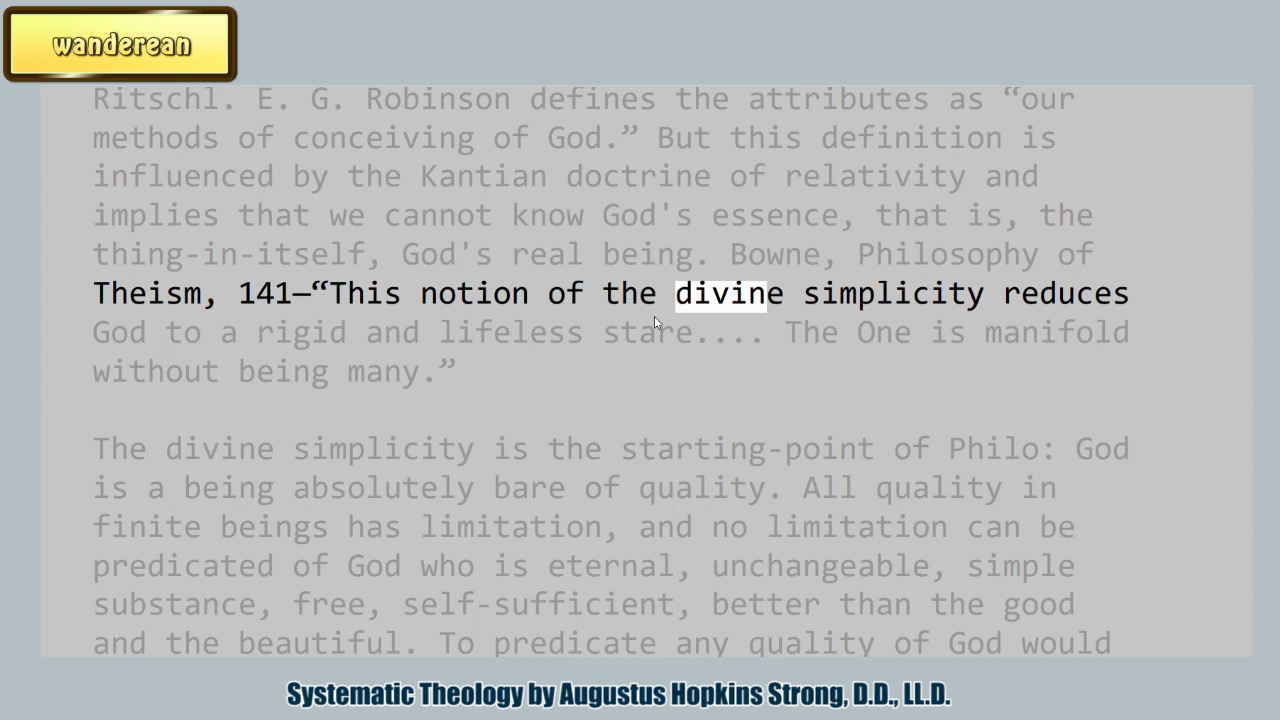 wanderean
Ritschl. E. G. Robinson defines the attributes as “our
methods of conceiving of God.” But this definition is
influenced by the Kantian doctrine of relativity and
implies that we cannot know God's essence, that is, the
thing-in-itself, God's real being. Bowne, Philosophy of
Theism, 141—“This notion of the divine simplicity reduces
God to a rigid and lifeless stare.... The One is manifold
without being many.”
The divine simplicity is the starting-point of Philo: God
is a being absolutely bare of quality. All quality in
finite beings has limitation, and no limitation can be
predicated of God who is eternal, unchangeable, simple
substance, free, self-sufficient, better than the good
and the beautiful. To predicate any quality of God would
Systematic Theology by Augustus Hopkins Strong, D.D., LL.D.